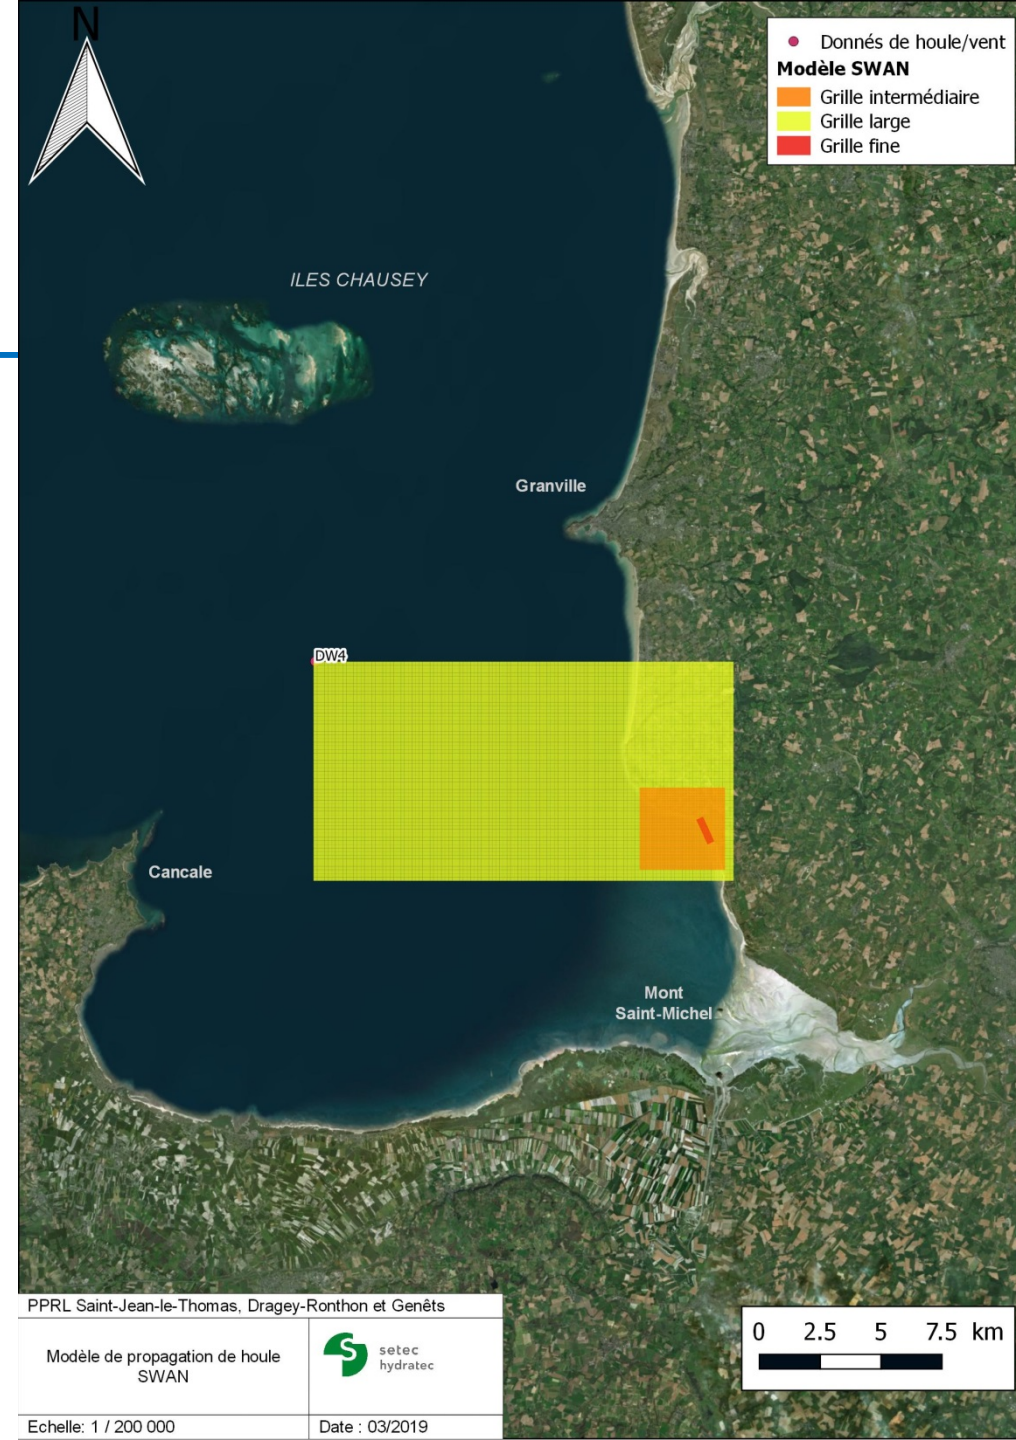 N
Donnés de houle/vent
Modèle SWAN
Grille intermédiaire
Grille large
Grille fine
ILES CHAUSEY
Granville
DW4
Cancale
Mont
Saint-Michel
PPRL Saint-Jean-le-Thomas, Dragey-Ronthon et Genêts
Modèle de propagation de houle
SWAN
setec
hydratec
Echelle: 1 / 200 000
Date : 03/2019
0 2.5 5 7.5 km